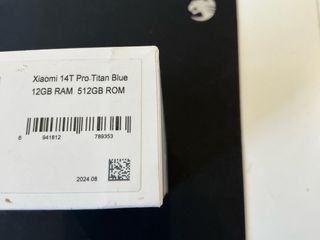 Xiaomi 14T Pro Titan Blue
12GB RAM 512GB ROM
6 941812 789353
2024.08